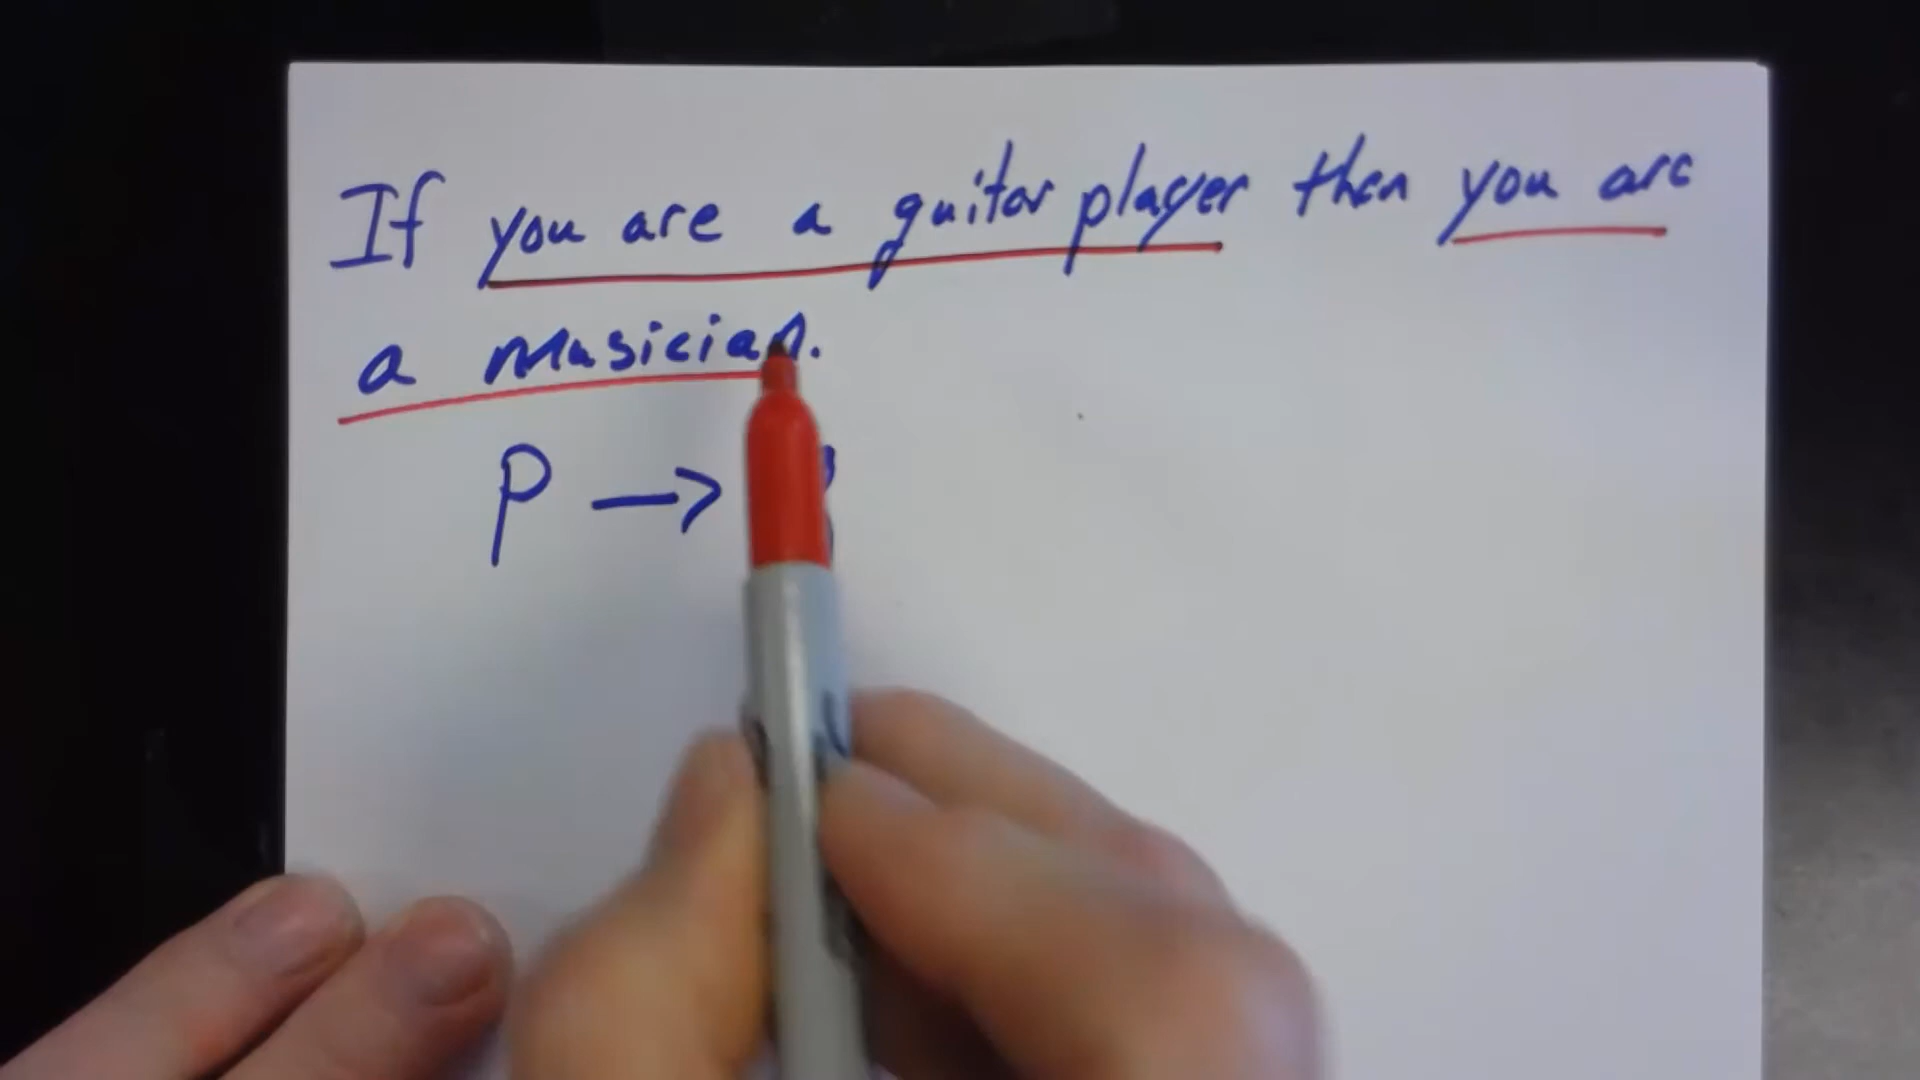 If you are a guitar player then you are
a musician.
P →